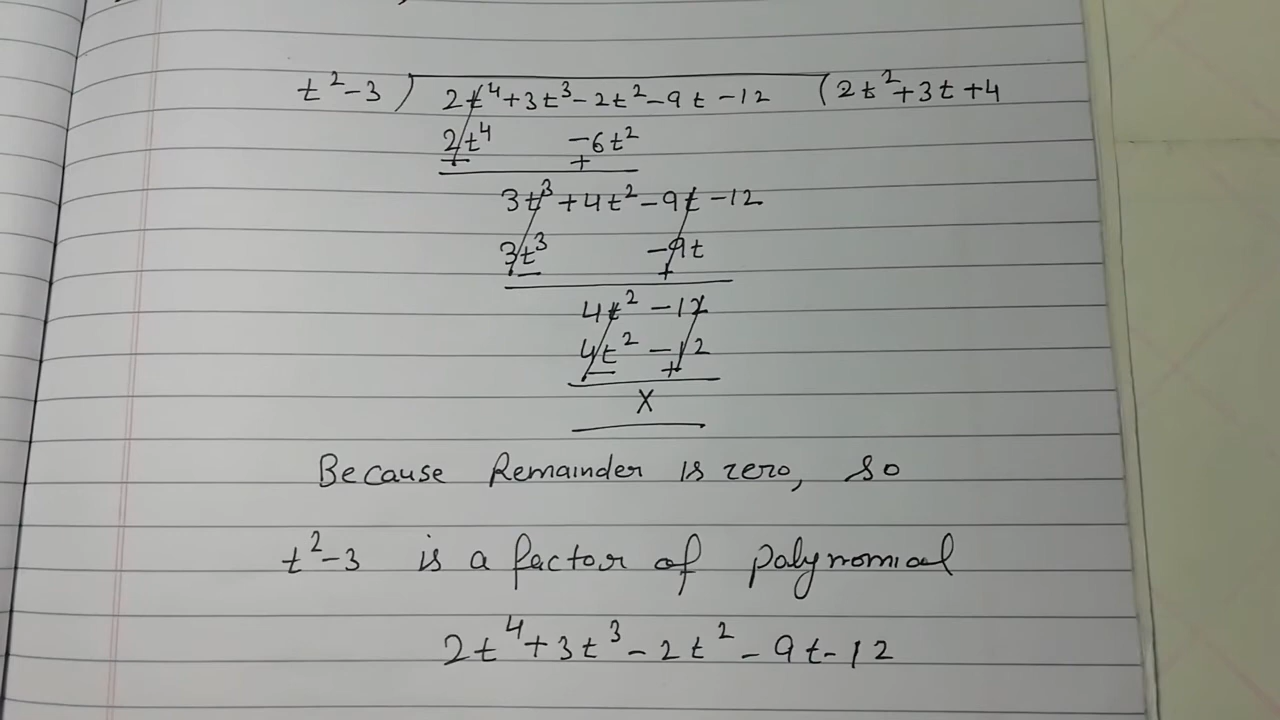 t²-3 ) 2t⁴+3t³-2t²-9t-12 (2t²+3t+4
2t⁴ -6t²
- +
3t³+4t²-9t-12
3t³ -9t
- +
4t²-12
4t²-12
- +
X
Because Remainder is zero, so
t²-3 is a factor of polynomial
2t⁴+3t³-2t²-9t-12